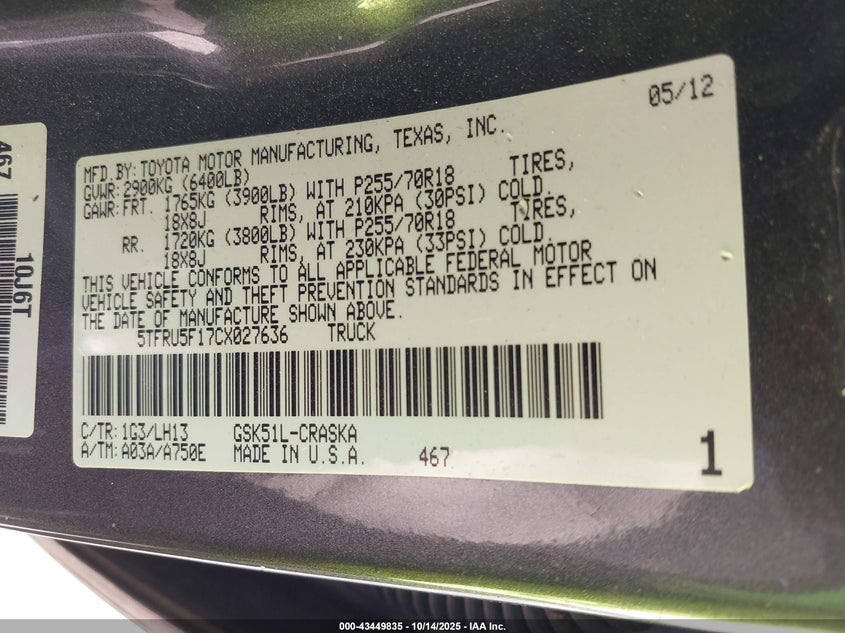 467
10J6T
05/12
MFD.BY: TOYOTA MOTOR MANUFACTURING, TEXAS, INC.
GVWR: 2900KG (6400LB)
GAWR: FRT. 1765KG (3900LB) WITH P255/70R18 TIRES,
18X8J RIMS, AT 210KPA (30PSI) COLD.
RR. 1720KG (3800LB) WITH P255/70R18 TIRES,
18X8J RIMS, AT 230KPA (33PSI) COLD.
THIS VEHICLE CONFORMS TO ALL APPLICABLE FEDERAL MOTOR
VEHICLE SAFETY AND THEFT PREVENTION STANDARDS IN EFFECT ON
THE DATE OF MANUFACTURE SHOWN ABOVE.
5TFRU5F17CX027636 TRUCK
C/TR: 1G3/LH13 GSK51L-CRASKA
A/TM: A03A/A750E MADE IN U.S.A. 467
1
000-43449835 - 10/14/2025 - IAA Inc.